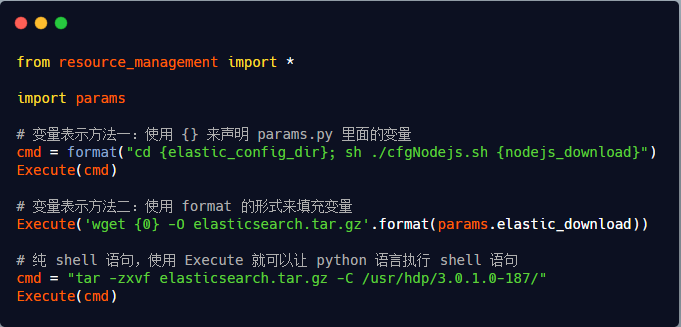 from resource_management import *
import params
# 变量表示方法一：使用 {} 来声明 params.py 里面的变量
cmd = format("cd {elastic_config_dir}; sh ./cfgNodejs.sh {nodejs_download}")
Execute(cmd)
# 变量表示方法二：使用 format 的形式来填充变量
Execute('wget {0} -O elasticsearch.tar.gz'.format(params.elastic_download))
# 纯 shell 语句，使用 Execute 就可以让 python 语言执行 shell 语句
cmd = "tar -zxvf elasticsearch.tar.gz -C /usr/hdp/3.0.1.0-187/"
Execute(cmd)